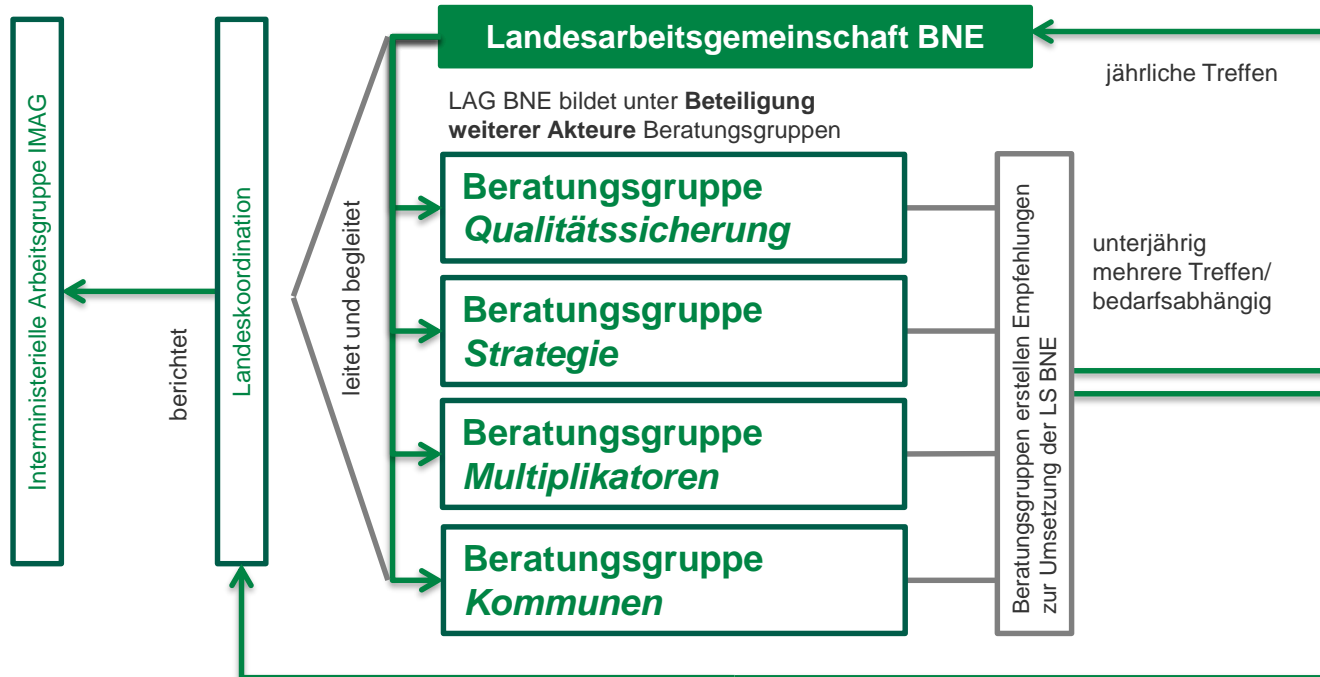 Interministerielle Arbeitsgruppe IMAG
berichtet
Landeskoordination
leitet und begleitet
Landesarbeitsgemeinschaft BNE
jährliche Treffen
LAG BNE bildet unter Beteiligung
weiterer Akteure Beratungsgruppen
Beratungsgruppe
Qualitätssicherung
Beratungsgruppe
Strategie
Beratungsgruppe
Multiplikatoren
Beratungsgruppe
Kommunen
Beratungsgruppen erstellen Empfehlungen
zur Umsetzung der LS BNE
unterjährig
mehrere Treffen/
bedarfsabhängig